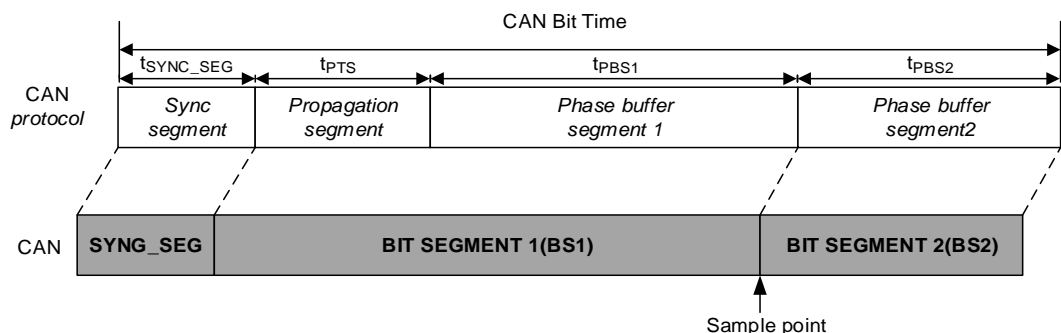 CAN Bit Time
tSYNC_SEG tPTS tPBS1 tPBS2
CAN
protocol
Sync
segment
Propagation
segment
Phase buffer
segment 1
Phase buffer
segment2
CAN SYNG_SEG BIT SEGMENT 1(BS1) BIT SEGMENT 2(BS2)
Sample point